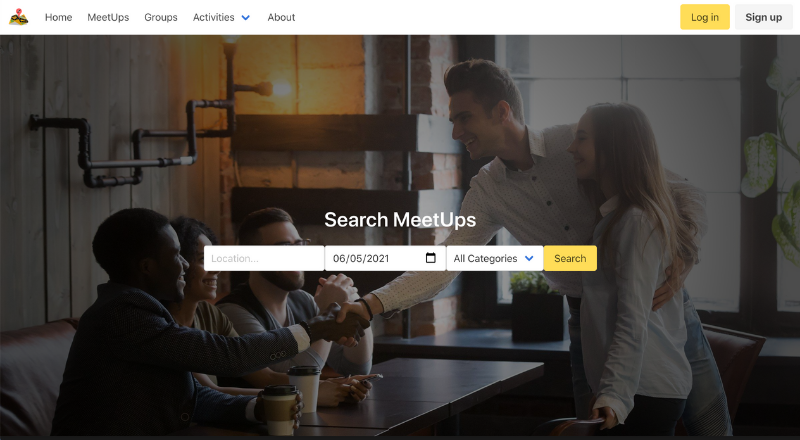 Home MeetUps Groups Activities About Log in Sign up
Search MeetUps
Location... 06/05/2021 All Categories Search